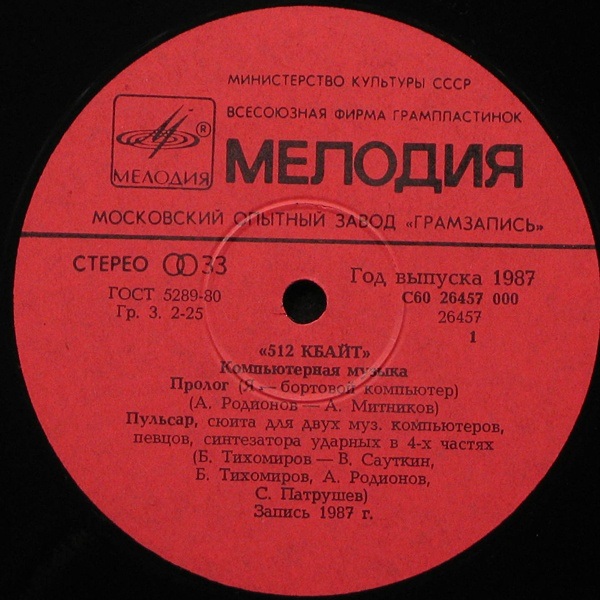 МИНИСТЕРСТВО КУЛЬТУРЫ СССР
ВСЕСОЮЗНАЯ ФИРМА ГРАМПЛАСТИНОК
®
МЕЛОДИЯ
МЕЛОДИЯ
МОСКОВСКИЙ ОПЫТНЫЙ ЗАВОД «ГРАМЗАПИСЬ»
СТЕРЕО 33
Год выпуска 1987
ГОСТ 5289-80
С60 26457 000
Гр. 3. 2-25
26457
1
«512 КБАЙТ»
Компьютерная музыка
Пролог (Я — бортовой компьютер)
(А. Родионов — А. Митников)
Пульсар, сюита для двух муз. компьютеров,
певцов, синтезатора ударных в 4-х частях
(Б. Тихомиров — В. Сауткин,
Б. Тихомиров, А. Родионов,
С. Патрушев)
Запись 1987 г.